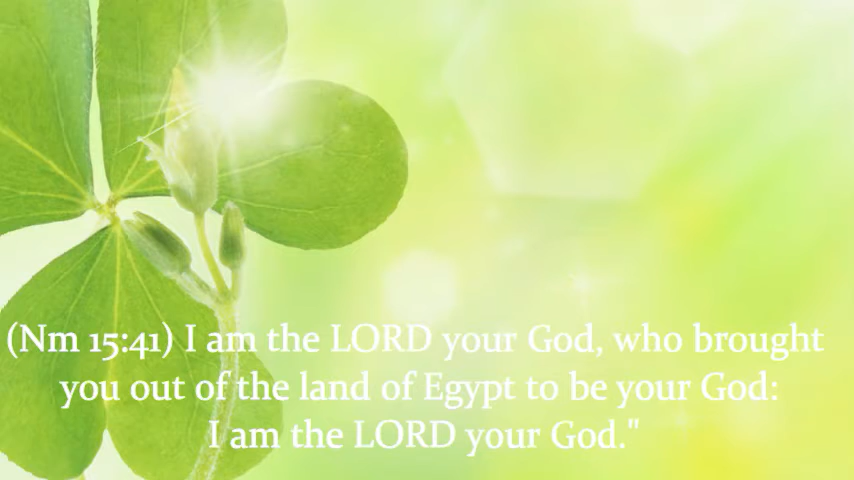 (Nm 15:41) I am the LORD your God, who brought
you out of the land of Egypt to be your God:
I am the LORD your God."